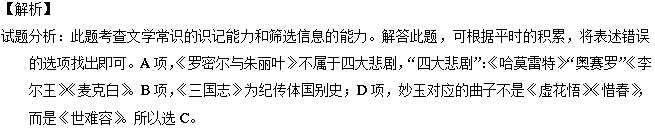 【解析】
试题分析：此题考查文学常识的识记能力和筛选信息的能力。解答此题，可根据平时的积累，将表述错误
的选项找出即可。A 项，《罗密尔与朱丽叶》不属于四大悲剧，“四大悲剧”：《哈莫雷特》“奥赛罗”《李
尔王》《麦克白》。B 项，《三国志》为纪传体国别史；D 项，妙玉对应的曲子不是《虚花悟》《惜春》，
而是《世难容》。所以选 C。